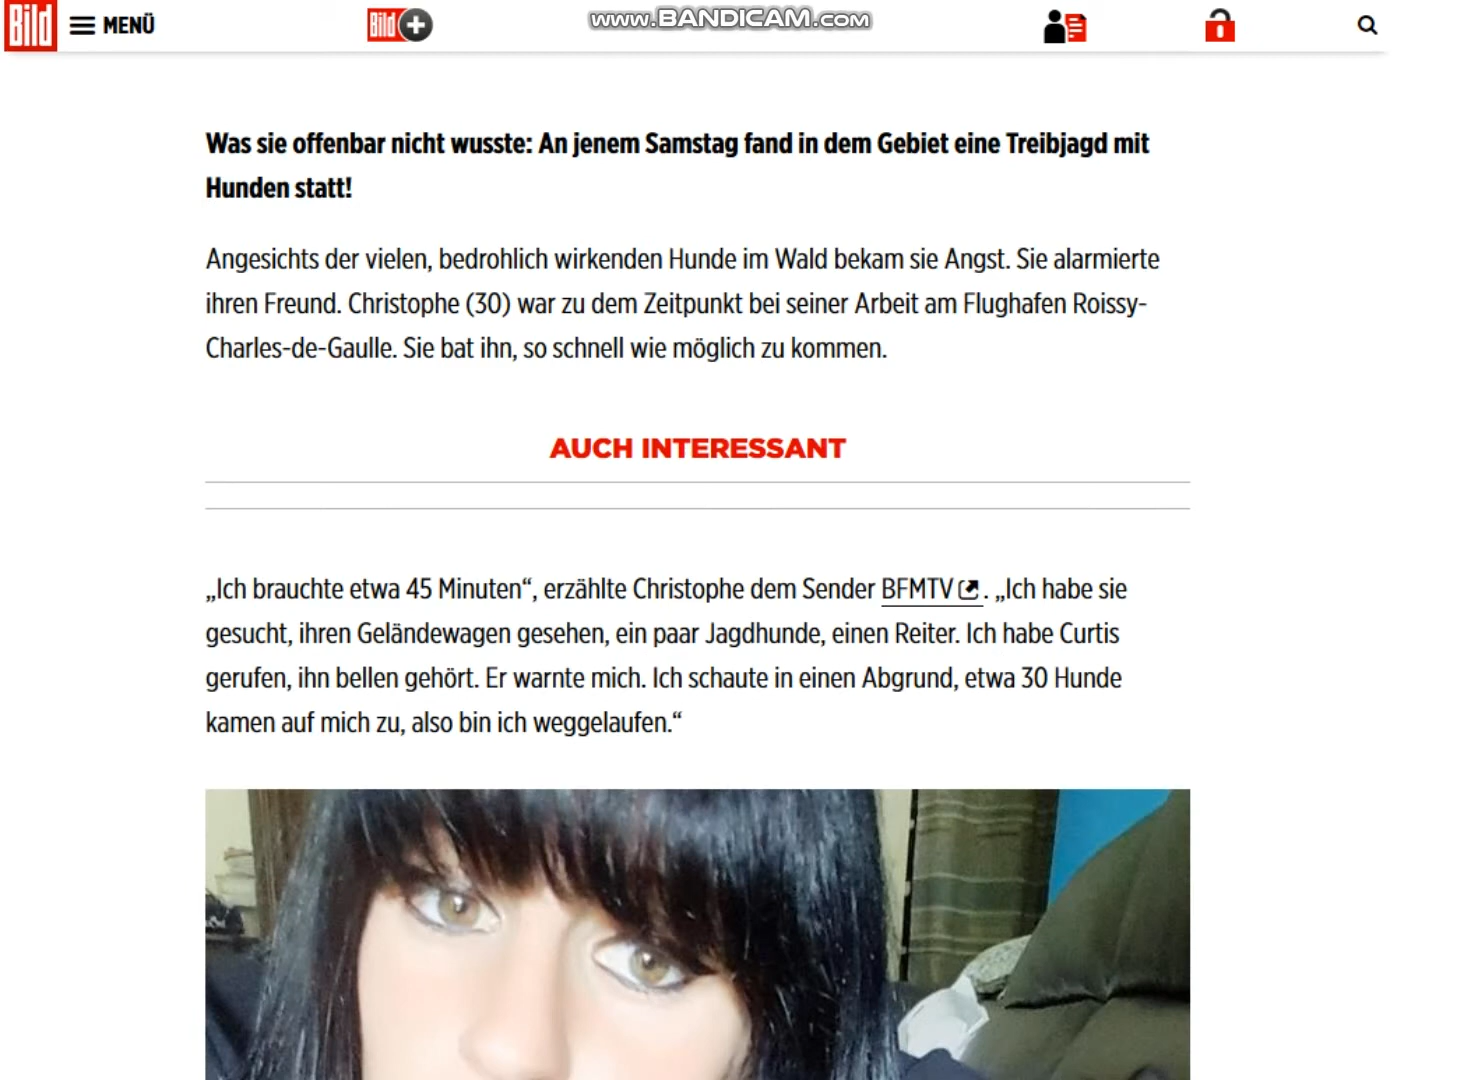 Bild
MENÜ
Bild+
www.BANDICAM.com
Was sie offenbar nicht wusste: An jenem Samstag fand in dem Gebiet eine Treibjagd mit
Hunden statt!
Angesichts der vielen, bedrohlich wirkenden Hunde im Wald bekam sie Angst. Sie alarmierte
ihren Freund. Christophe (30) war zu dem Zeitpunkt bei seiner Arbeit am Flughafen Roissy-
Charles-de-Gaulle. Sie bat ihn, so schnell wie möglich zu kommen.
AUCH INTERESSANT
„Ich brauchte etwa 45 Minuten“, erzählte Christophe dem Sender BFMTV. „Ich habe sie
gesucht, ihren Geländewagen gesehen, ein paar Jagdhunde, einen Reiter. Ich habe Curtis
gerufen, ihn bellen gehört. Er warnte mich. Ich schaute in einen Abgrund, etwa 30 Hunde
kamen auf mich zu, also bin ich weggelaufen.“